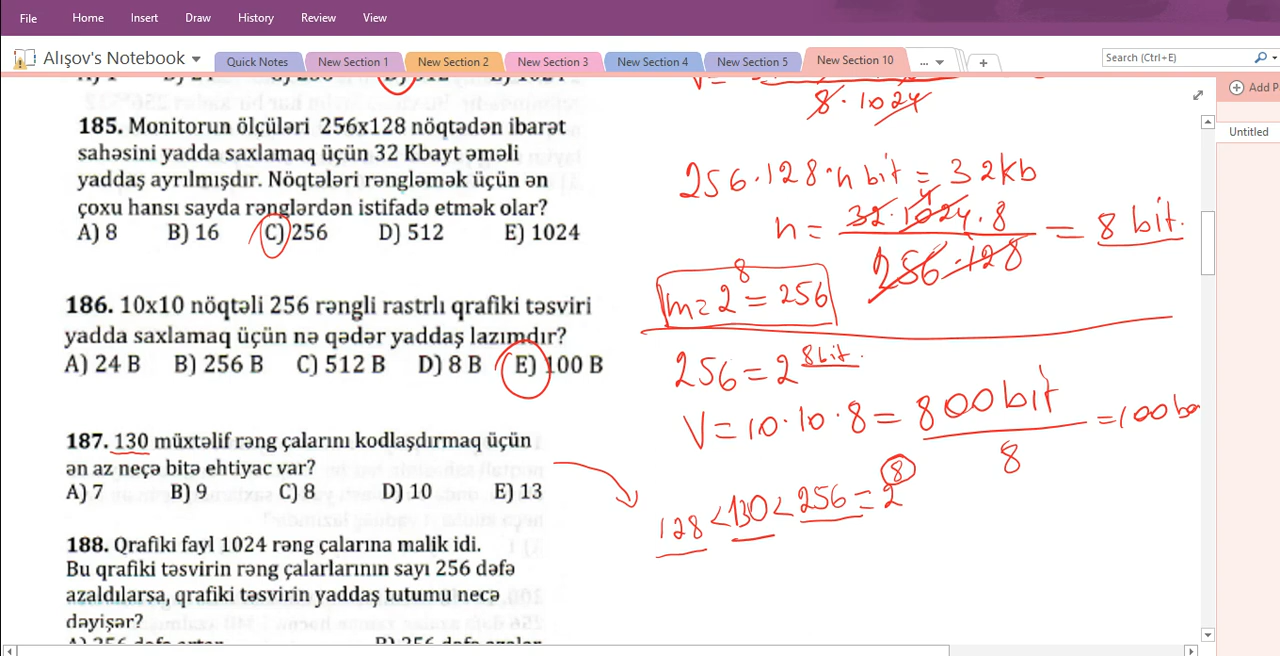 File Home Insert Draw History Review View
Alışov's Notebook Quick Notes New Section 1 New Section 2 New Section 3 New Section 4 New Section 5 New Section 10 ... + Search (Ctrl+E)
Add P
Untitled
8 · 1024
185. Monitorun ölçüləri 256x128 nöqtədən ibarət
sahəsini yadda saxlamaq üçün 32 Kbayt əməli
yaddaş ayrılmışdır. Nöqtələri rəngləmək üçün ən
çoxu hansı sayda rənglərdən istifadə etmək olar?
A) 8 B) 16 C) 256 D) 512 E) 1024
256 · 128 · n bit = 32kb
n = 32 · 1024 · 8 / 256 · 128 = 8 bit.
4
m = 2^8 = 256
186. 10x10 nöqtəli 256 rəngli rastrlı qrafiki təsviri
yadda saxlamaq üçün nə qədər yaddaş lazımdır?
A) 24 B B) 256 B C) 512 B D) 8 B E) 100 B
256 = 2^8bit.
V = 10 · 10 · 8 = 800bit / 8 = 100
187. 130 müxtəlif rəng çalarını kodlaşdırmaq üçün
ən az neçə bitə ehtiyac var?
A) 7 B) 9 C) 8 D) 10 E) 13
128 < 130 < 256 = 2^8
188. Qrafiki fayl 1024 rəng çalarına malik idi.
Bu qrafiki təsvirin rəng çalarlarının sayı 256 dəfə
azaldılarsa, qrafiki təsvirin yaddaş tutumu necə
dəyişər?